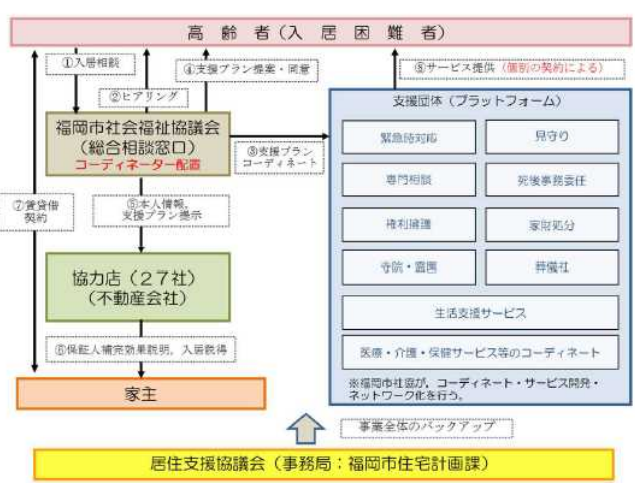 高齢者(入居困難者)
①入居相談
②ヒアリング
④支援プラン提案・同意
⑧サービス提供(個別の契約による)
福岡市社会福祉協議会
(総合相談窓口)
コーディネーター配置
③支援プラン
コーディネート
⑦賃貸借
契約
⑤本人情報、
支援プラン提示
協力店(27社)
(不動産会社)
⑥保証人補完効果説明、入居説得
家主
支援団体(プラットフォーム)
緊急時対応
見守り
専門相談
死後事務委任
権利擁護
家財処分
寺院・霊園
葬儀社
生活支援サービス
医療・介護・保健サービス等のコーディネート
※福岡市社協が、コーディネート・サービス開発・
ネットワーク化を行う。
事業全体のバックアップ
居住支援協議会(事務局:福岡市住宅計画課)